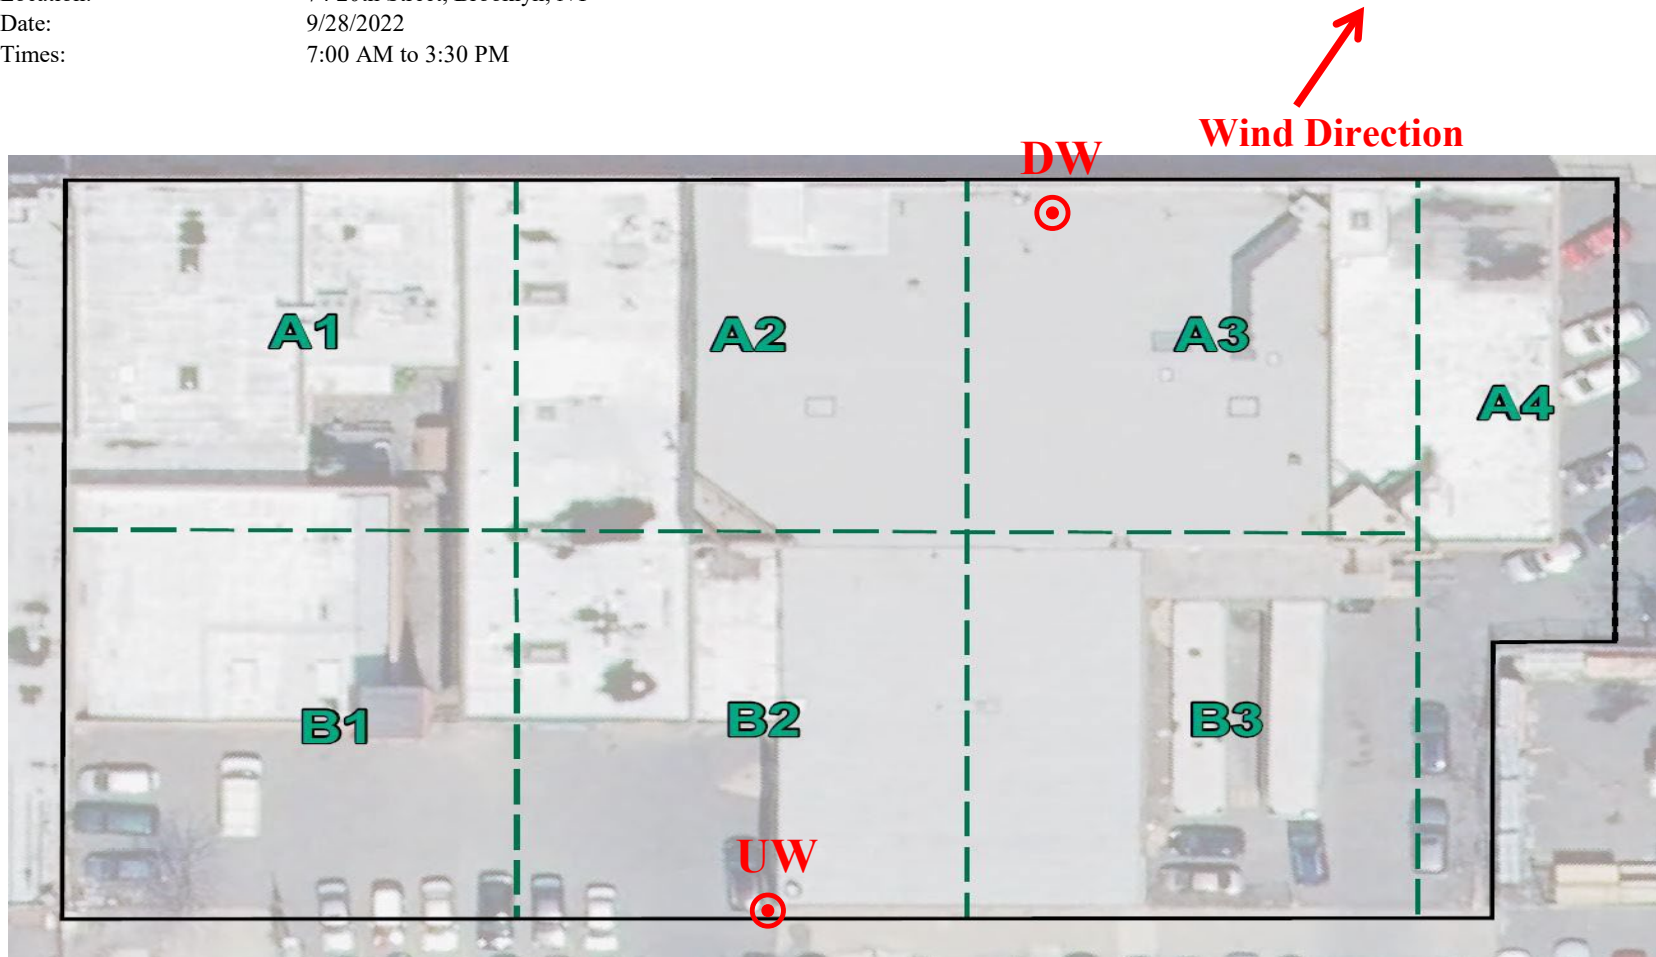 Date: 9/28/2022
Times: 7:00 AM to 3:30 PM
Wind Direction
DW
A1
A2
A3
A4
B1
B2
B3
UW